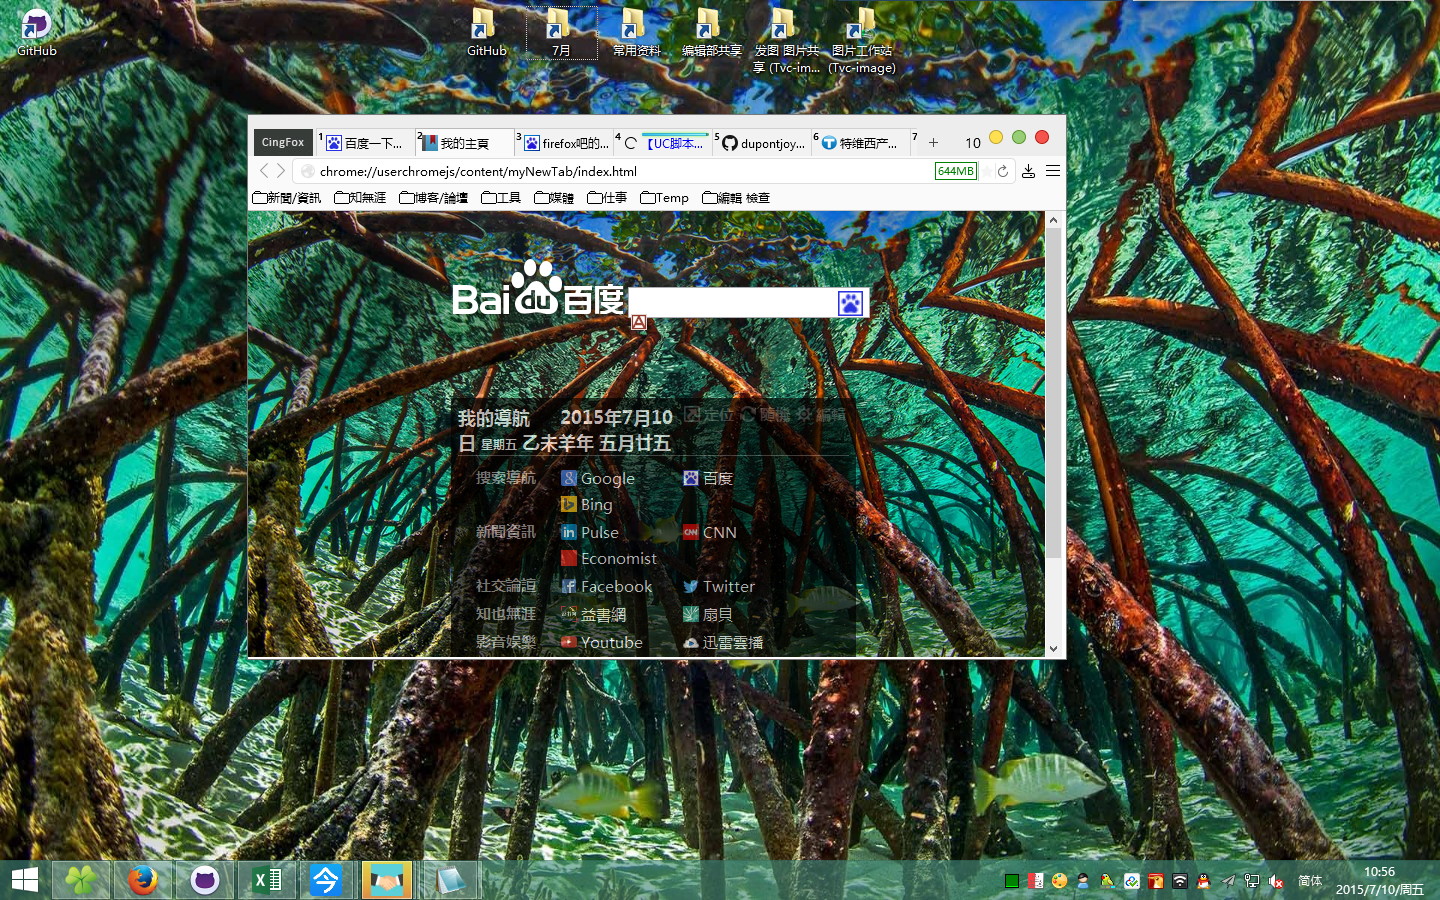 GitHub
GitHub
7月
常用资料
编辑部共享
发图 图片共享 (Tvc-im...
图片工作站 (Tvc-image)
CingFox
1 百度一下...
2 我的主頁
3 firefox吧的...
4 【UC脚本...
5 dupontjoy...
6 特维西产...
7
+
10
chrome://userchromejs/content/myNewTab/index.html
644MB
新聞/資訊
知無涯
博客/論壇
工具
媒體
仕事
Temp
編輯 檢查
Bai du 百度
我的導航 2015年7月10
日 星期五 乙未羊年 五月廿五
定位 隨機 編輯
搜索導航 Google 百度
Bing
新聞資訊 Pulse CNN
Economist
社交論誼 Facebook Twitter
知也無涯 益書網 扇貝
影音娛樂 Youtube 迅雷雲播
今
简体
10:56
2015/7/10/周五